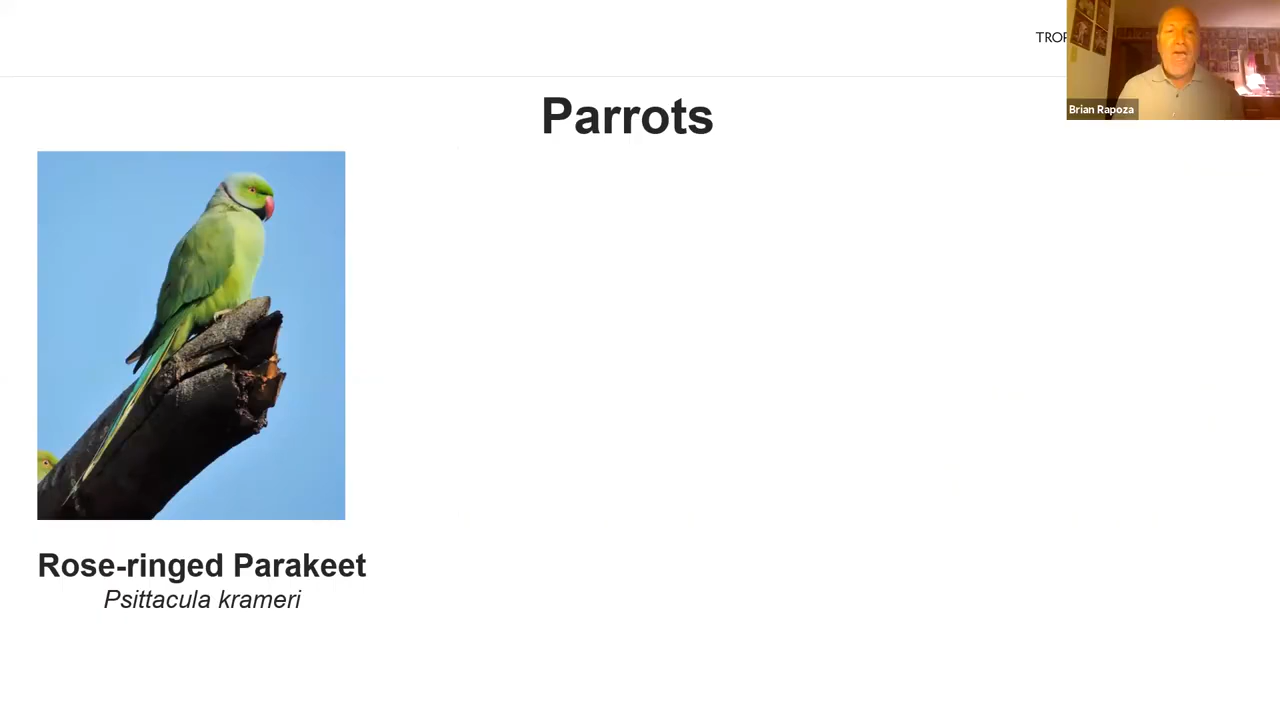 Brian Rapoza
Parrots
Rose-ringed Parakeet
Psittacula krameri